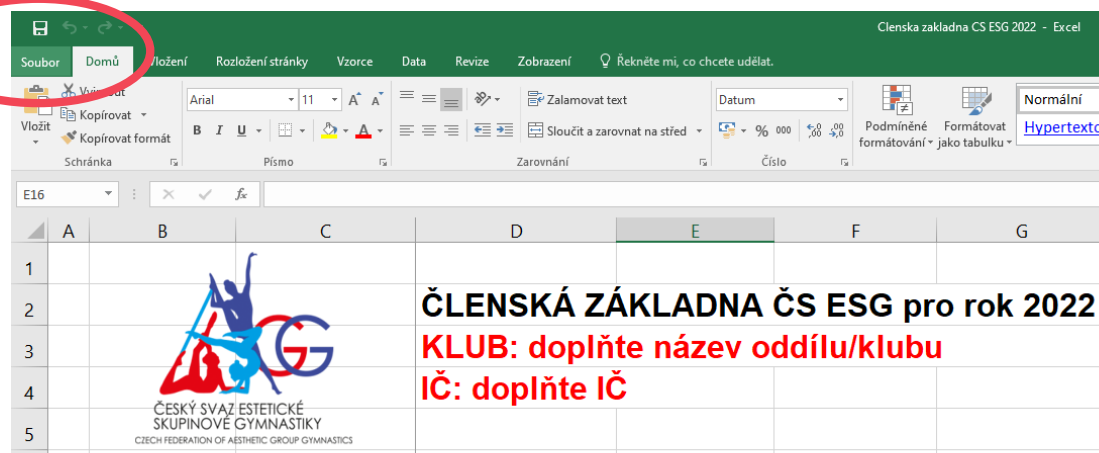 Clenska zakladna CS ESG 2022 - Excel
Soubor Domů Vložení Rozložení stránky Vzorce Data Revize Zobrazení Řekněte mi, co chcete udělat.
Vložit
Vyjmout
Kopírovat
Kopírovat formát
Schránka
Arial 11 A A
B I U A
Písmo
Zalamovat text
Sloučit a zarovnat na střed
Zarovnání
Datum
% 000 ,00 ,00
Číslo
Podmíněné formátování
Formátovat jako tabulku
Normální
E16 fx
A B C D E F G
1
2 ČLENSKÁ ZÁKLADNA ČS ESG pro rok 2022
3 KLUB: doplňte název oddílu/klubu
4 IČ: doplňte IČ
5
GG
ČESKÝ SVAZ ESTETICKÉ
SKUPINOVÉ GYMNASTIKY
CZECH FEDERATION OF AESTHETIC GROUP GYMNASTICS